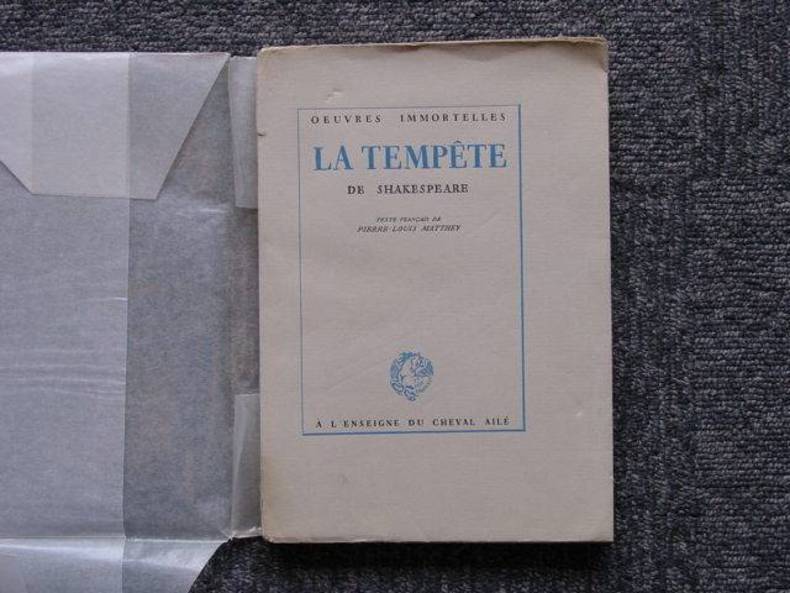 OEUVRES IMMORTELLES
LA TEMPÊTE
DE SHAKESPEARE
TEXTE FRANÇAIS DE
PIERRE-LOUIS MATTHEY
A L'ENSEIGNE DU CHEVAL AILÉ